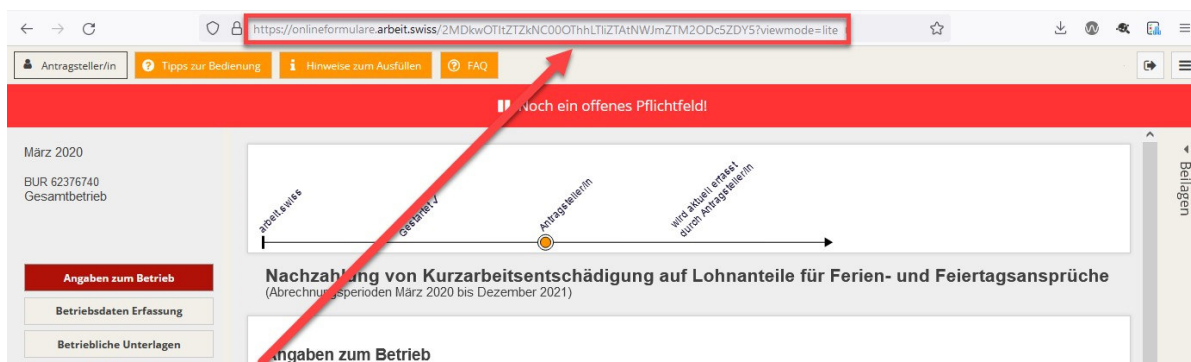 https://onlineformulare.arbeit.swiss/2MDkwOTItZTZkNC00OThhLTliZTAtNWJmZTM2ODc5ZDY5?viewmode=lite
Antragsteller/in
Tipps zur Bedienung
Hinweise zum Ausfüllen
FAQ
Noch ein offenes Pflichtfeld!
März 2020
BUR 62376740
Gesamtbetrieb
arbeit.swiss
Gestartet
Antragsteller/in
wird aktuell erfasst
durch Antragsteller/in
Beilagen
Nachzahlung von Kurzarbeitsentschädigung auf Lohnanteile für Ferien- und Feiertagsansprüche
(Abrechnungsperioden März 2020 bis Dezember 2021)
Angaben zum Betrieb
Betriebsdaten Erfassung
Betriebliche Unterlagen
Angaben zum Betrieb